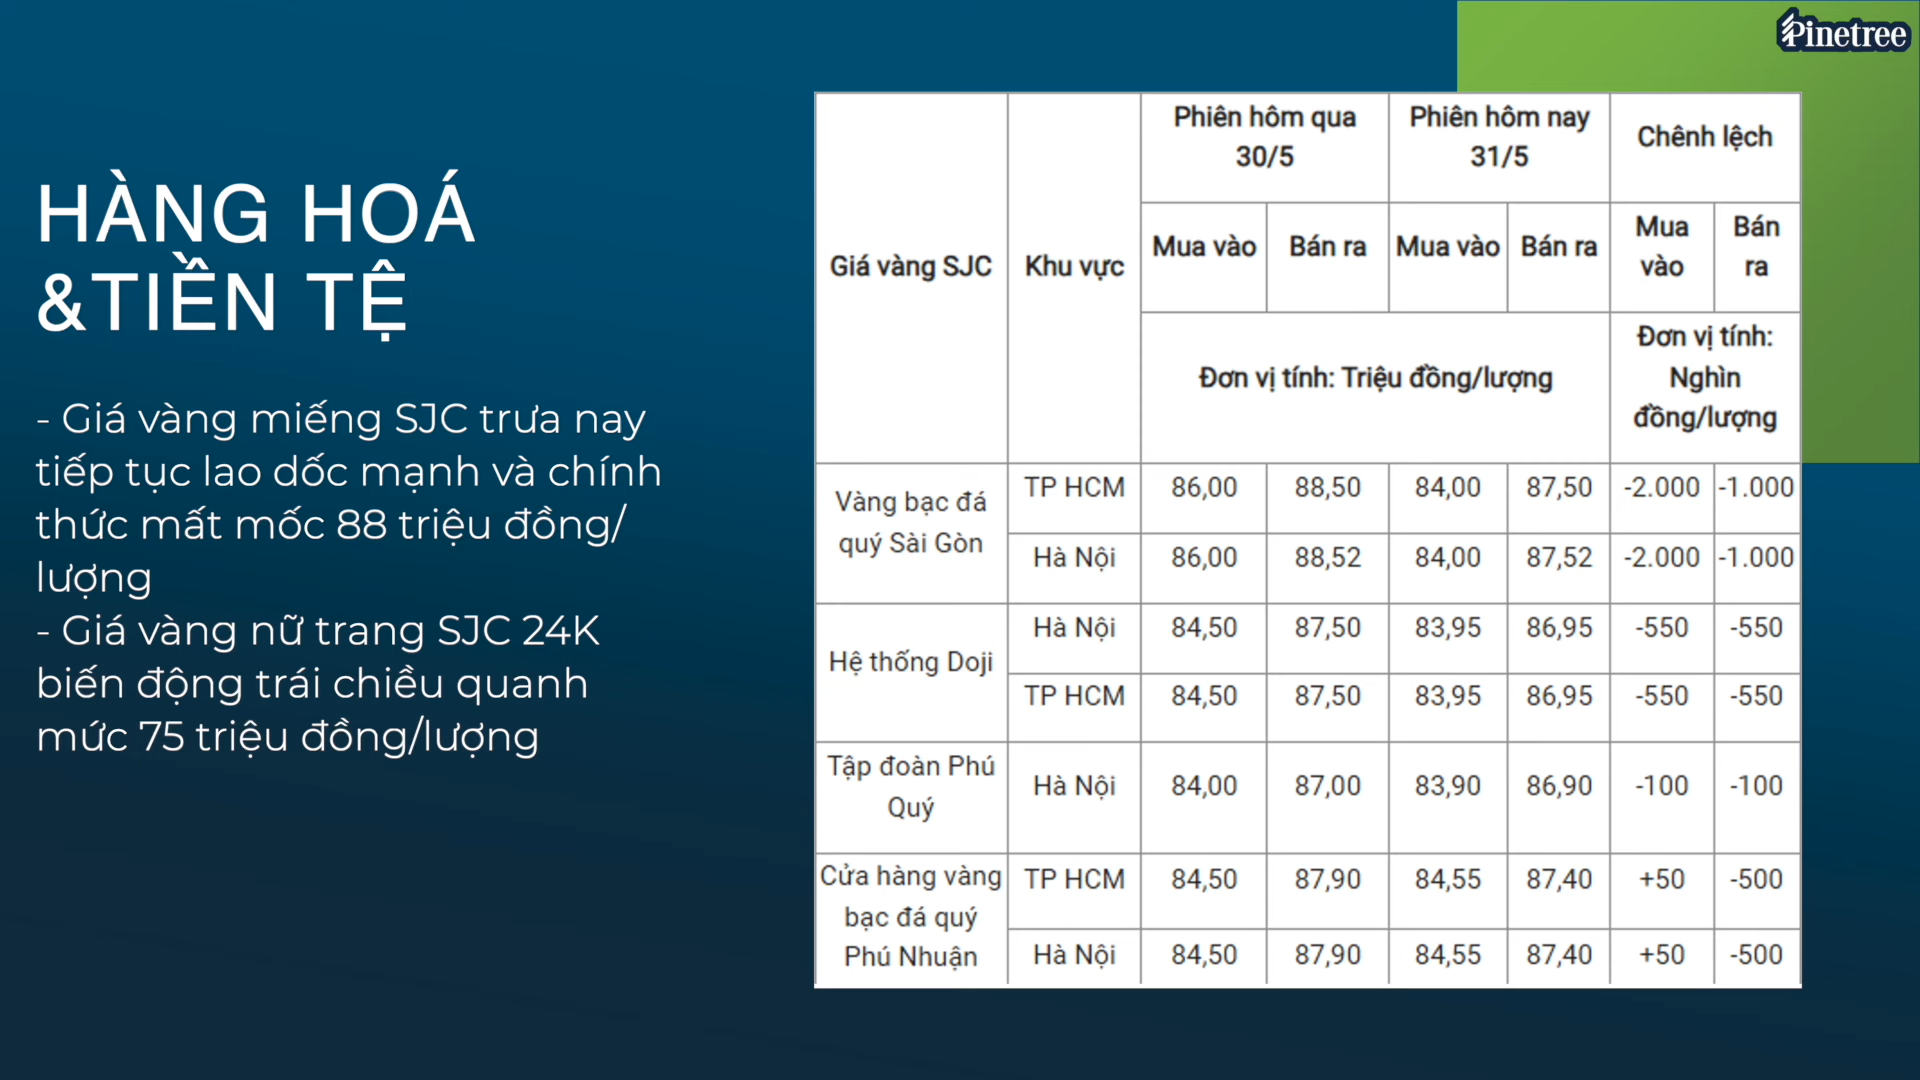 Pinetree
HÀNG HOÁ
&TIỀN TỆ
- Giá vàng miếng SJC trưa nay
tiếp tục lao dốc mạnh và chính
thức mất mốc 88 triệu đồng/
lượng
- Giá vàng nữ trang SJC 24K
biến động trái chiều quanh
mức 75 triệu đồng/lượng
Giá vàng SJC
Khu vực
Phiên hôm qua
30/5
Phiên hôm nay
31/5
Chênh lệch
Mua vào
Bán ra
Mua vào
Bán ra
Mua
vào
Bán
ra
Đơn vị tính: Triệu đồng/lượng
Đơn vị tính:
Nghìn
đồng/lượng
Vàng bạc đá
quý Sài Gòn
TP HCM 86,00 88,50 84,00 87,50 -2.000 -1.000
Hà Nội 86,00 88,52 84,00 87,52 -2.000 -1.000
Hệ thống Doji
Hà Nội 84,50 87,50 83,95 86,95 -550 -550
TP HCM 84,50 87,50 83,95 86,95 -550 -550
Tập đoàn Phú
Quý
Hà Nội 84,00 87,00 83,90 86,90 -100 -100
Cửa hàng vàng
bạc đá quý
Phú Nhuận
TP HCM 84,50 87,90 84,55 87,40 +50 -500
Hà Nội 84,50 87,90 84,55 87,40 +50 -500